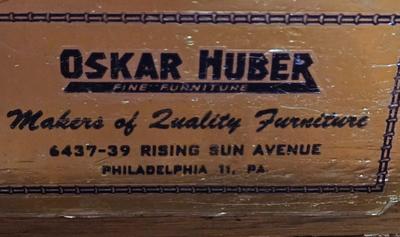 OSKAR HUBER
FINE FURNITURE
Makers of Quality Furniture
6437-39 RISING SUN AVENUE
PHILADELPHIA 11, PA.